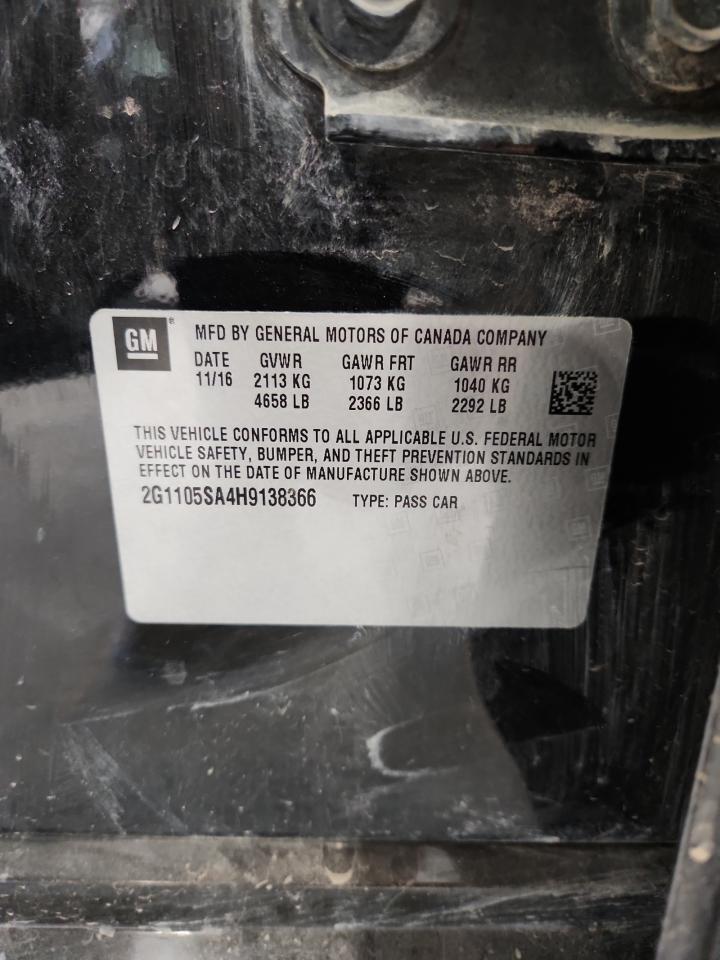 GM ® MFD BY GENERAL MOTORS OF CANADA COMPANY
DATE GVWR GAWR FRT GAWR RR
11/16 2113 KG 1073 KG 1040 KG
4658 LB 2366 LB 2292 LB
THIS VEHICLE CONFORMS TO ALL APPLICABLE U.S. FEDERAL MOTOR
VEHICLE SAFETY, BUMPER, AND THEFT PREVENTION STANDARDS IN
EFFECT ON THE DATE OF MANUFACTURE SHOWN ABOVE.
2G1105SA4H9138366 TYPE: PASS CAR